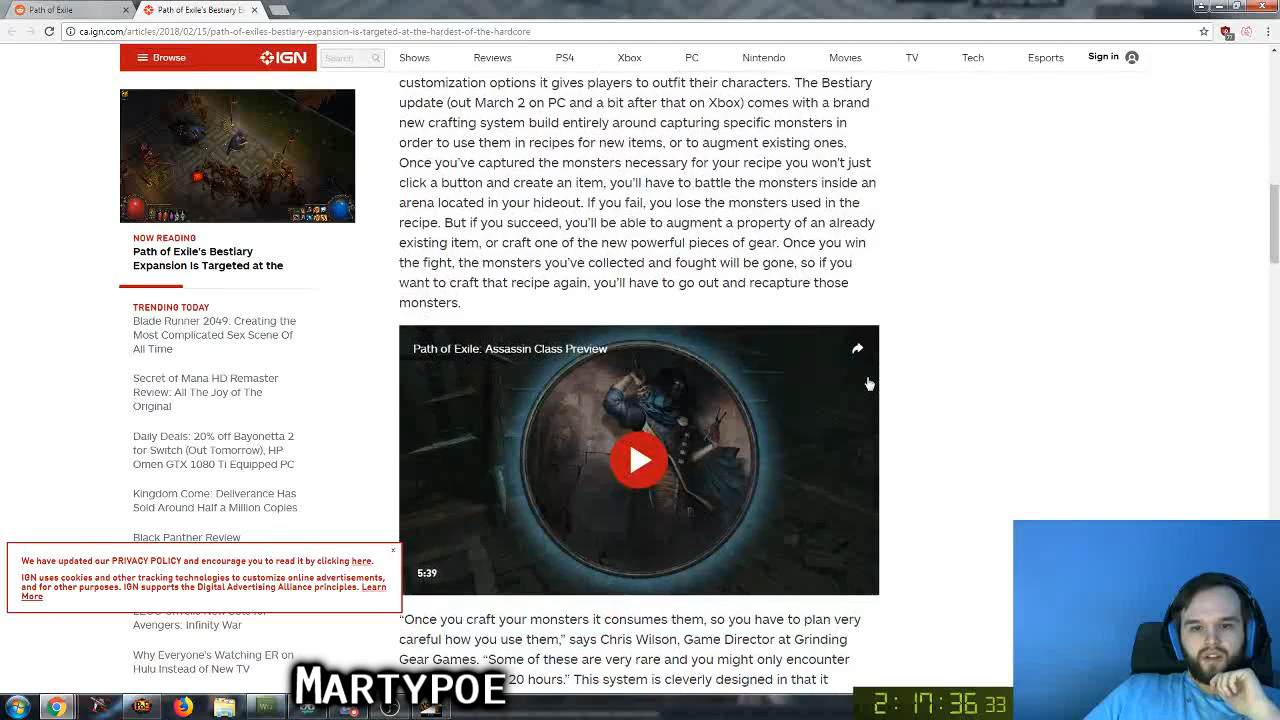 Path of Exile
Path of Exile's Bestiary E
ca.ign.com/articles/2018/02/15/path-of-exiles-bestiary-expansion-is-targeted-at-the-hardest-of-the-hardcore
Browse
IGN
Search
Shows
Reviews
PS4
Xbox
PC
Nintendo
Movies
TV
Tech
Esports
Sign in
NOW READING
Path of Exile's Bestiary
Expansion Is Targeted at the
TRENDING TODAY
Blade Runner 2049: Creating the
Most Complicated Sex Scene Of
All Time
Secret of Mana HD Remaster
Review: All The Joy of The
Original
Daily Deals: 20% off Bayonetta 2
for Switch (Out Tomorrow), HP
Omen GTX 1080 Ti Equipped PC
Kingdom Come: Deliverance Has
Sold Around Half a Million Copies
Black Panther Review
We have updated our PRIVACY POLICY and encourage you to read it by clicking here.
IGN uses cookies and other tracking technologies to customize online advertisements,
and for other purposes. IGN supports the Digital Advertising Alliance principles. Learn
More
Avengers: Infinity War
Why Everyone's Watching ER on
Hulu Instead of New TV
customization options it gives players to outfit their characters. The Bestiary
update (out March 2 on PC and a bit after that on Xbox) comes with a brand
new crafting system build entirely around capturing specific monsters in
order to use them in recipes for new items, or to augment existing ones.
Once you've captured the monsters necessary for your recipe you won't just
click a button and create an item, you'll have to battle the monsters inside an
arena located in your hideout. If you fail, you lose the monsters used in the
recipe. But if you succeed, you'll be able to augment a property of an already
existing item, or craft one of the new powerful pieces of gear. Once you win
the fight, the monsters you've collected and fought will be gone, so if you
want to craft that recipe again, you'll have to go out and recapture those
monsters.
Path of Exile: Assassin Class Preview
5:39
“Once you craft your monsters it consumes them, so you have to plan very
careful how you use them,” says Chris Wilson, Game Director at Grinding
Gear Games. “Some of these are very rare and you might only encounter
20 hours.” This system is cleverly designed in that it
Martypoe
2:17:36 33